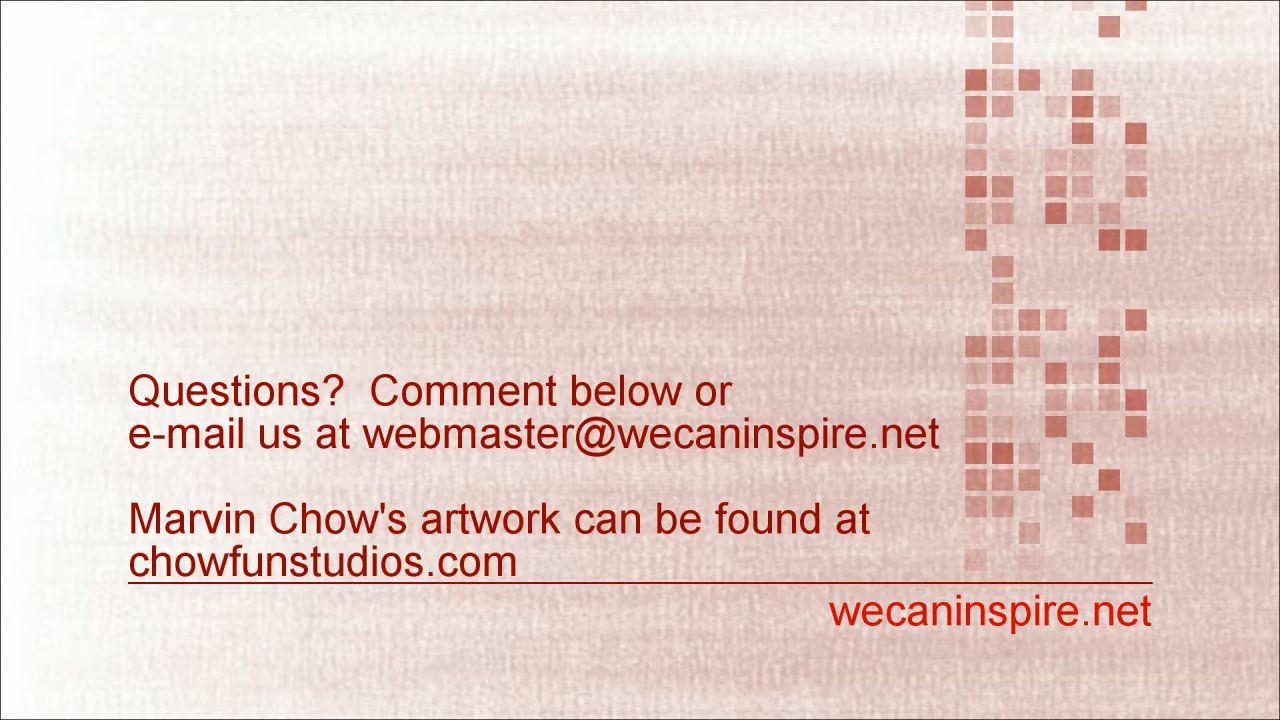 Questions?  Comment below or
e-mail us at webmaster@wecaninspire.net
Marvin Chow's artwork can be found at
chowfunstudios.com
wecaninspire.net